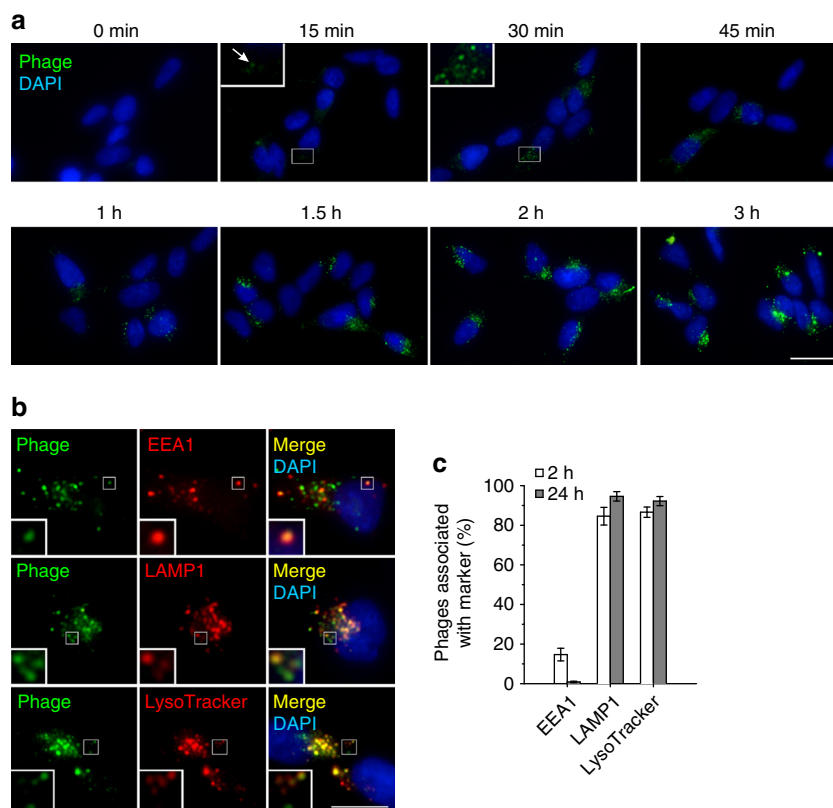 a
0 min 15 min 30 min 45 min
Phage
DAPI
1 h 1.5 h 2 h 3 h
b
Phage EEA1 Merge
DAPI
Phage LAMP1 Merge
DAPI
Phage LysoTracker Merge
DAPI
c
2 h
24 h
100
80
60
40
20
0
Phages associated
with marker (%)
EEA1
LAMP1
LysoTracker